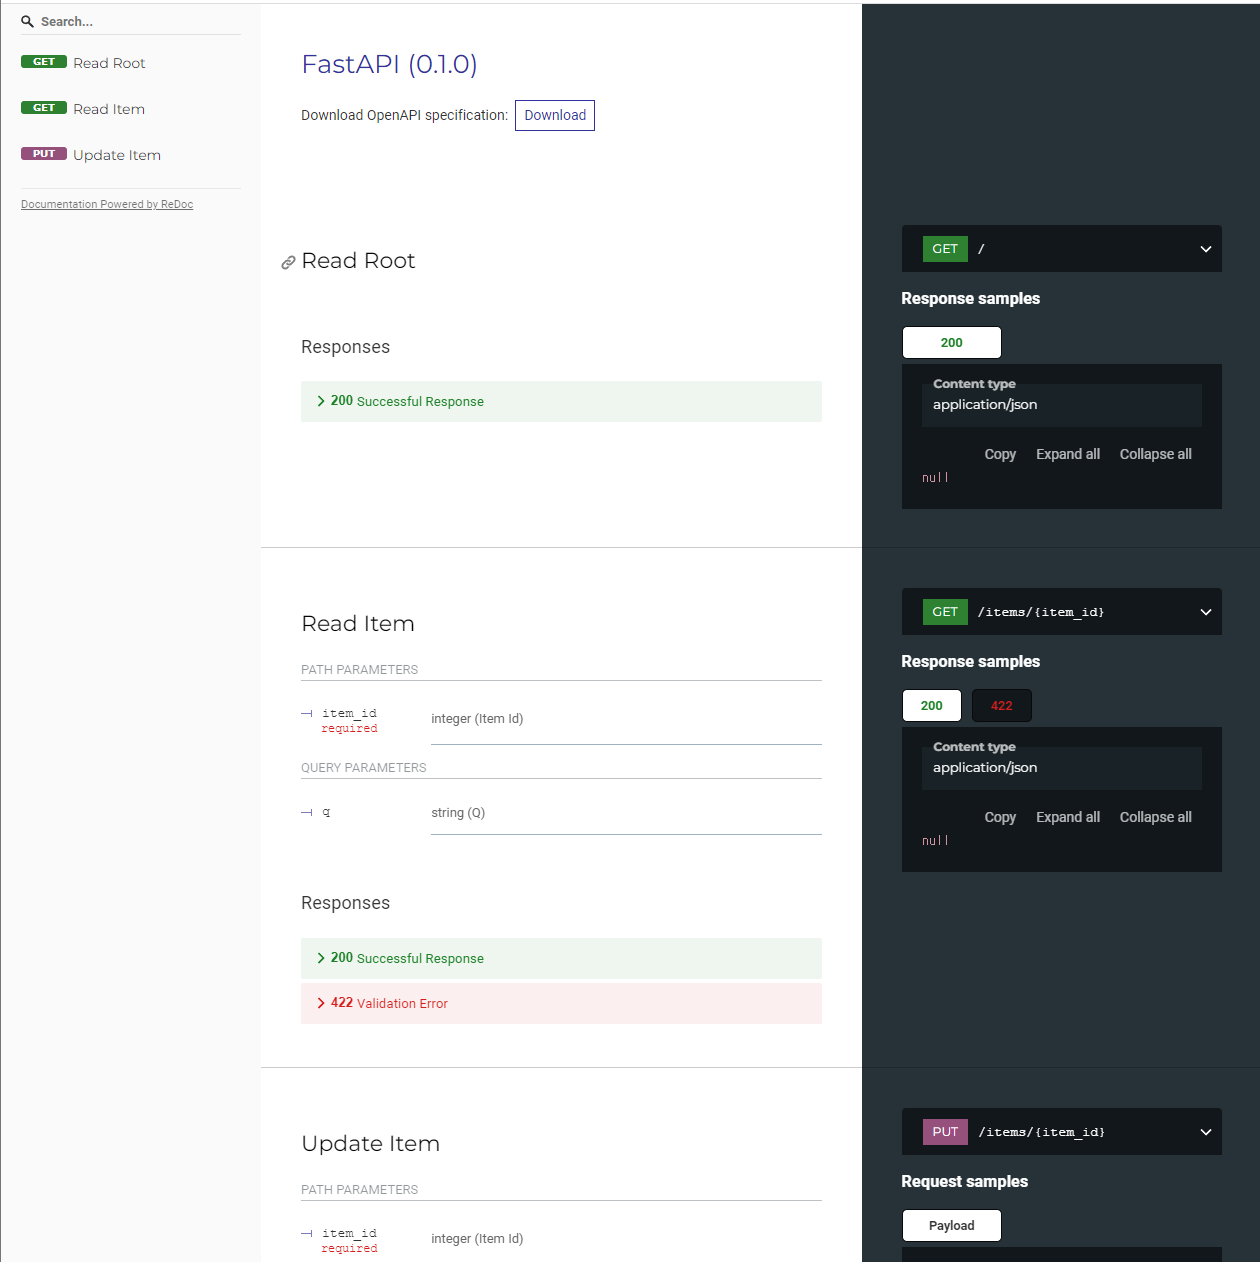 Search...
GET Read Root
GET Read Item
PUT Update Item
Documentation Powered by ReDoc
FastAPI (0.1.0)
Download OpenAPI specification: Download
Read Root
Responses
200 Successful Response
GET /
Response samples
200
Content type
application/json
Copy Expand all Collapse all
null
Read Item
PATH PARAMETERS
item_id integer (Item Id)
required
QUERY PARAMETERS
q string (Q)
Responses
200 Successful Response
422 Validation Error
GET /items/{item_id}
Response samples
200 422
Content type
application/json
Copy Expand all Collapse all
null
Update Item
PATH PARAMETERS
item_id integer (Item Id)
required
PUT /items/{item_id}
Request samples
Payload